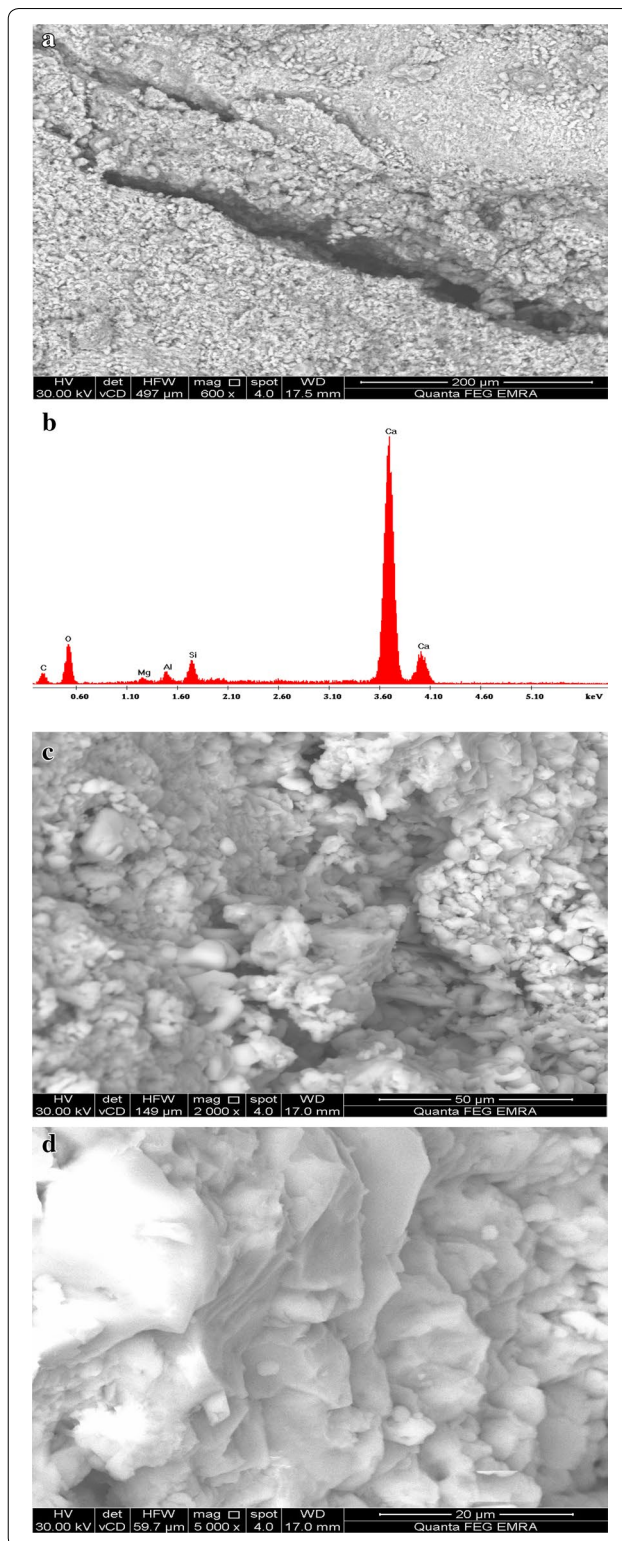 a
HV det HFW mag spot WD 200 µm
30.00 kV vCD 497 µm 600 x 4.0 17.5 mm Quanta FEG EMRA
b
Ca
O
Ca
Si
C
Al
Mg
0.60 1.10 1.60 2.10 2.60 3.10 3.60 4.10 4.60 5.10 keV
c
HV det HFW mag spot WD 50 µm
30.00 kV vCD 149 µm 2 000 x 4.0 17.0 mm Quanta FEG EMRA
d
HV det HFW mag spot WD 20 µm
30.00 kV vCD 59.7 µm 5 000 x 4.0 17.0 mm Quanta FEG EMRA